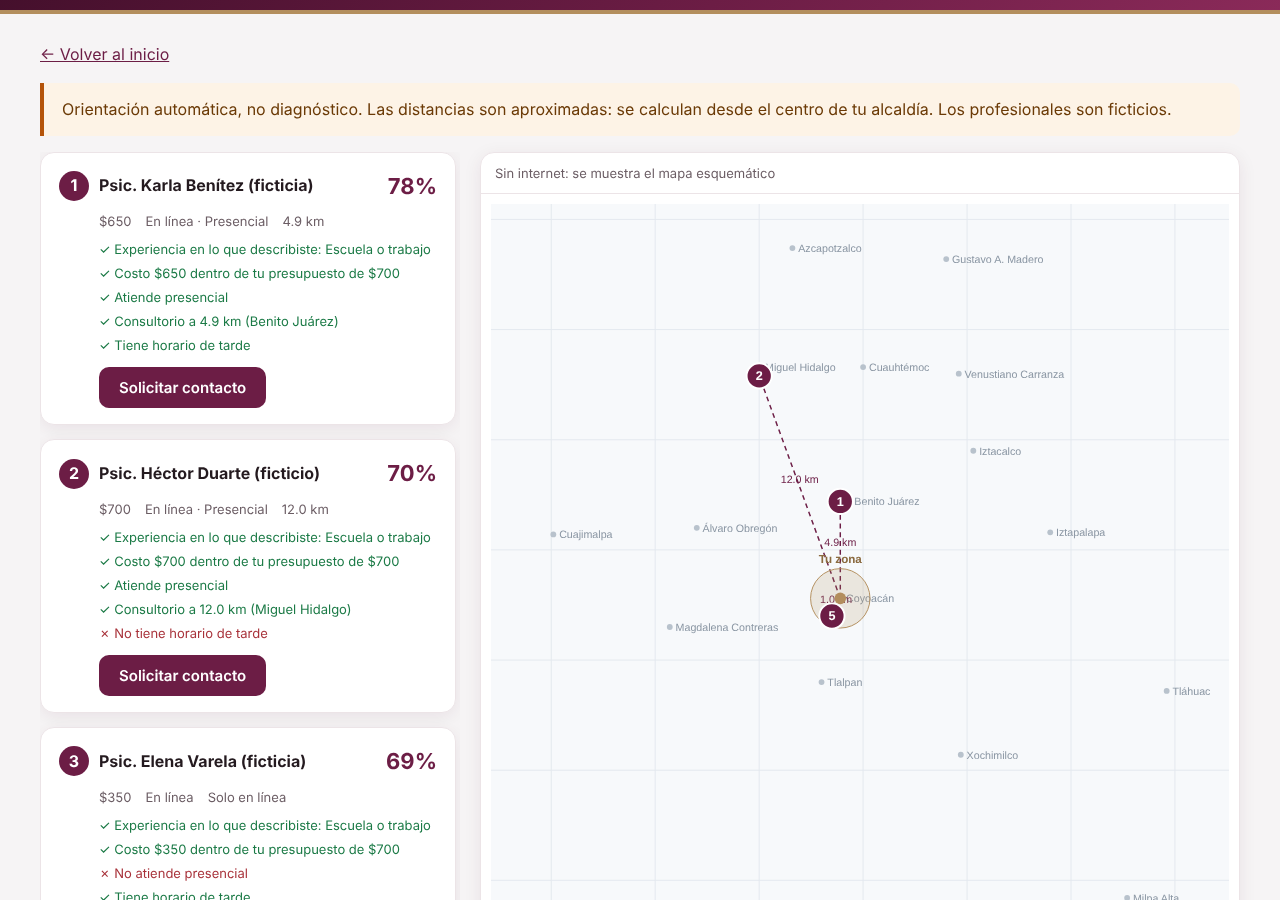 ← Volver al inicio
Orientación automática, no diagnóstico. Las distancias son aproximadas: se calculan desde el centro de tu alcaldía. Los profesionales son ficticios.
1 Psic. Karla Benítez (ficticia) 78%
$650 En línea · Presencial 4.9 km
✓ Experiencia en lo que describiste: Escuela o trabajo
✓ Costo $650 dentro de tu presupuesto de $700
✓ Atiende presencial
✓ Consultorio a 4.9 km (Benito Juárez)
✓ Tiene horario de tarde
Solicitar contacto
2 Psic. Héctor Duarte (ficticio) 70%
$700 En línea · Presencial 12.0 km
✓ Experiencia en lo que describiste: Escuela o trabajo
✓ Costo $700 dentro de tu presupuesto de $700
✓ Atiende presencial
✓ Consultorio a 12.0 km (Miguel Hidalgo)
× No tiene horario de tarde
Solicitar contacto
3 Psic. Elena Varela (ficticia) 69%
$350 En línea Solo en línea
✓ Experiencia en lo que describiste: Escuela o trabajo
✓ Costo $350 dentro de tu presupuesto de $700
× No atiende presencial
✓ Tiene horario de tarde
Sin internet: se muestra el mapa esquemático
Azcapotzalco
Gustavo A. Madero
2 Miguel Hidalgo
Cuauhtémoc
Venustiano Carranza
Iztacalco
12.0 km
1 Benito Juárez
Álvaro Obregón
Cuajimalpa
Iztapalapa
4.9 km
Tu zona
Coyoacán
5
Magdalena Contreras
Tlalpan
Tláhuac
Xochimilco
Milpa Alta